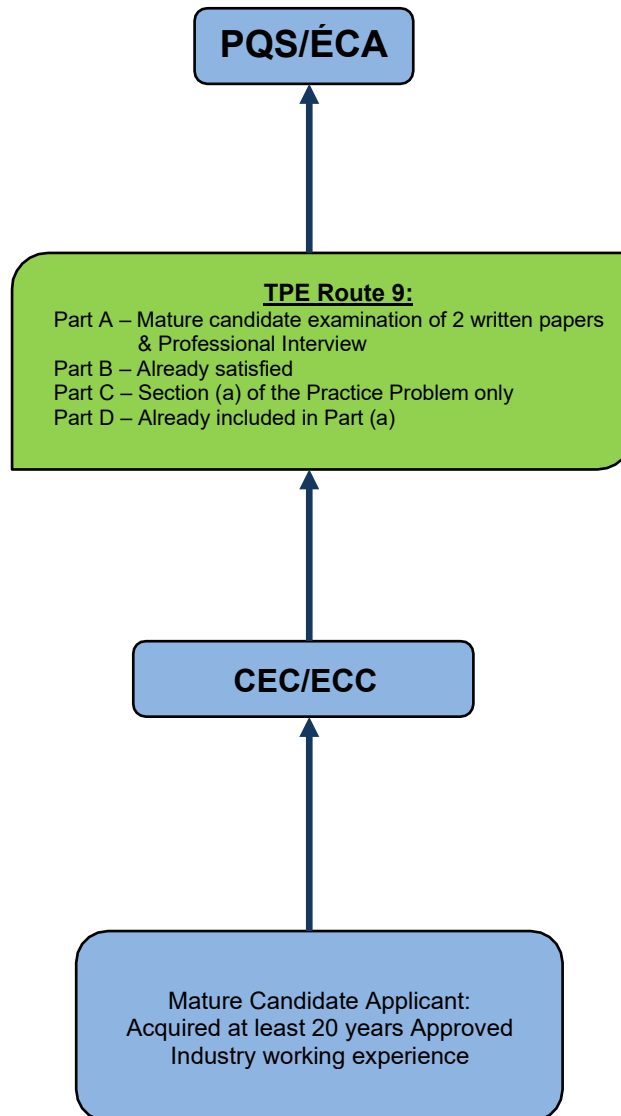 PQS/ÉCA
TPE Route 9:
Part A – Mature candidate examination of 2 written papers
& Professional Interview
Part B – Already satisfied
Part C – Section (a) of the Practice Problem only
Part D – Already included in Part (a)
CEC/ECC
Mature Candidate Applicant:
Acquired at least 20 years Approved
Industry working experience